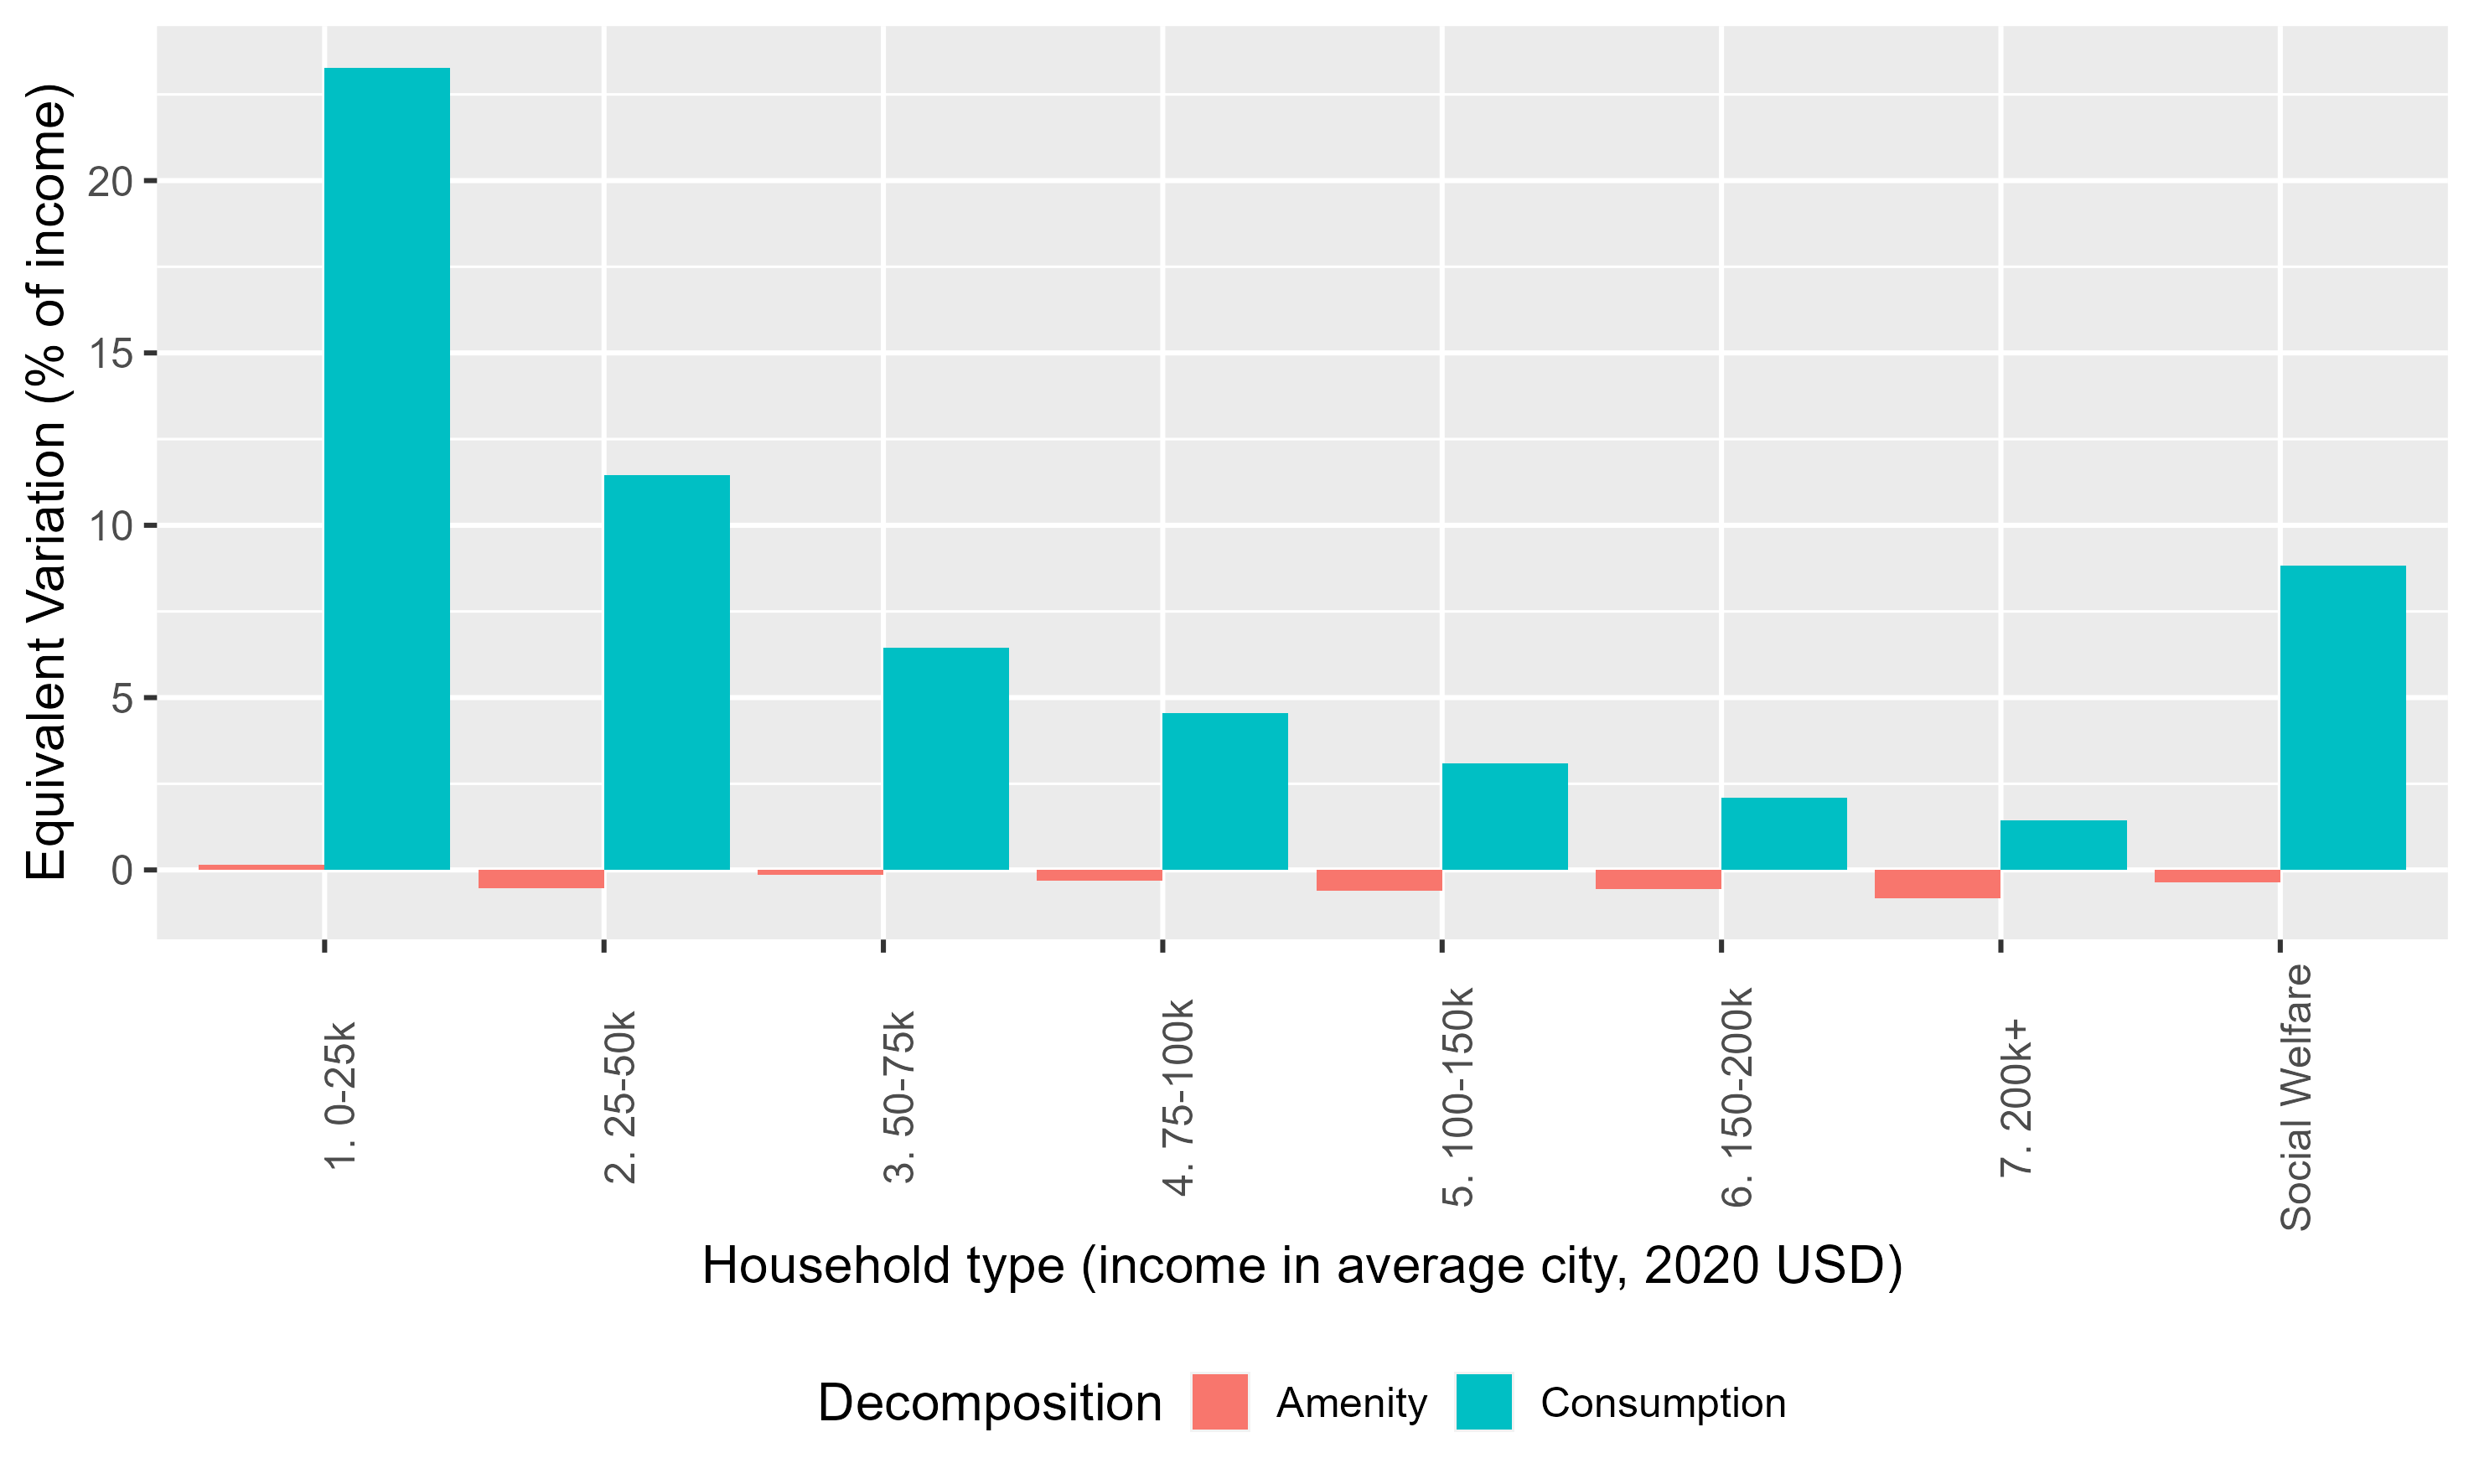 Equivalent Variation (% of income)
20
15
10
5
0
1. 0-25k
2. 25-50k
3. 50-75k
4. 75-100k
5. 100-150k
6. 150-200k
7. 200k+
Social Welfare
Household type (income in average city, 2020 USD)
Decomposition Amenity Consumption